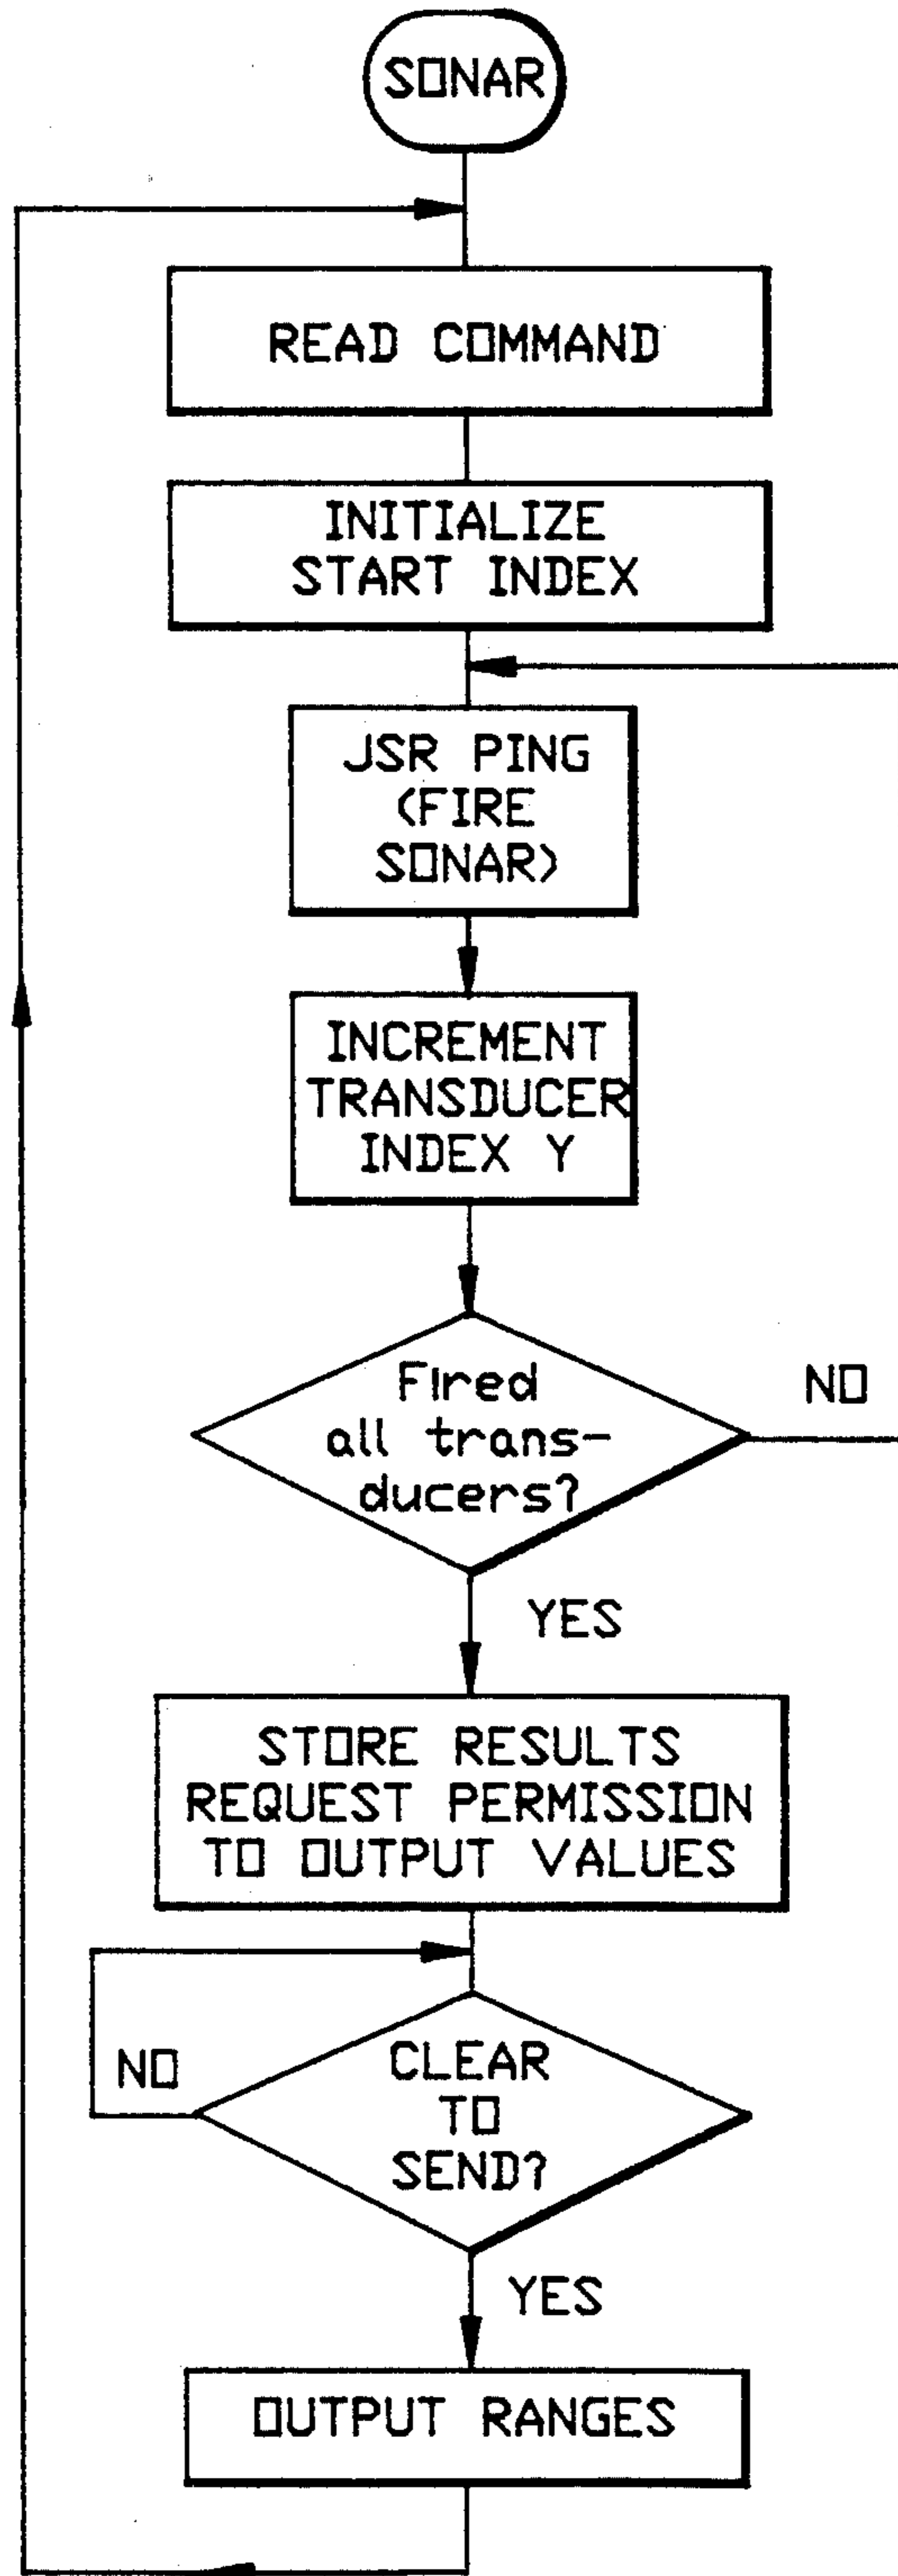 SONAR
READ COMMAND
INITIALIZE
START INDEX
JSR PING
(FIRE
SONAR)
INCREMENT
TRANSDUCER
INDEX Y
Fired
all trans-
ducers?
NO
YES
STORE RESULTS
REQUEST PERMISSION
TO OUTPUT VALUES
NO
CLEAR
TO
SEND?
YES
OUTPUT RANGES